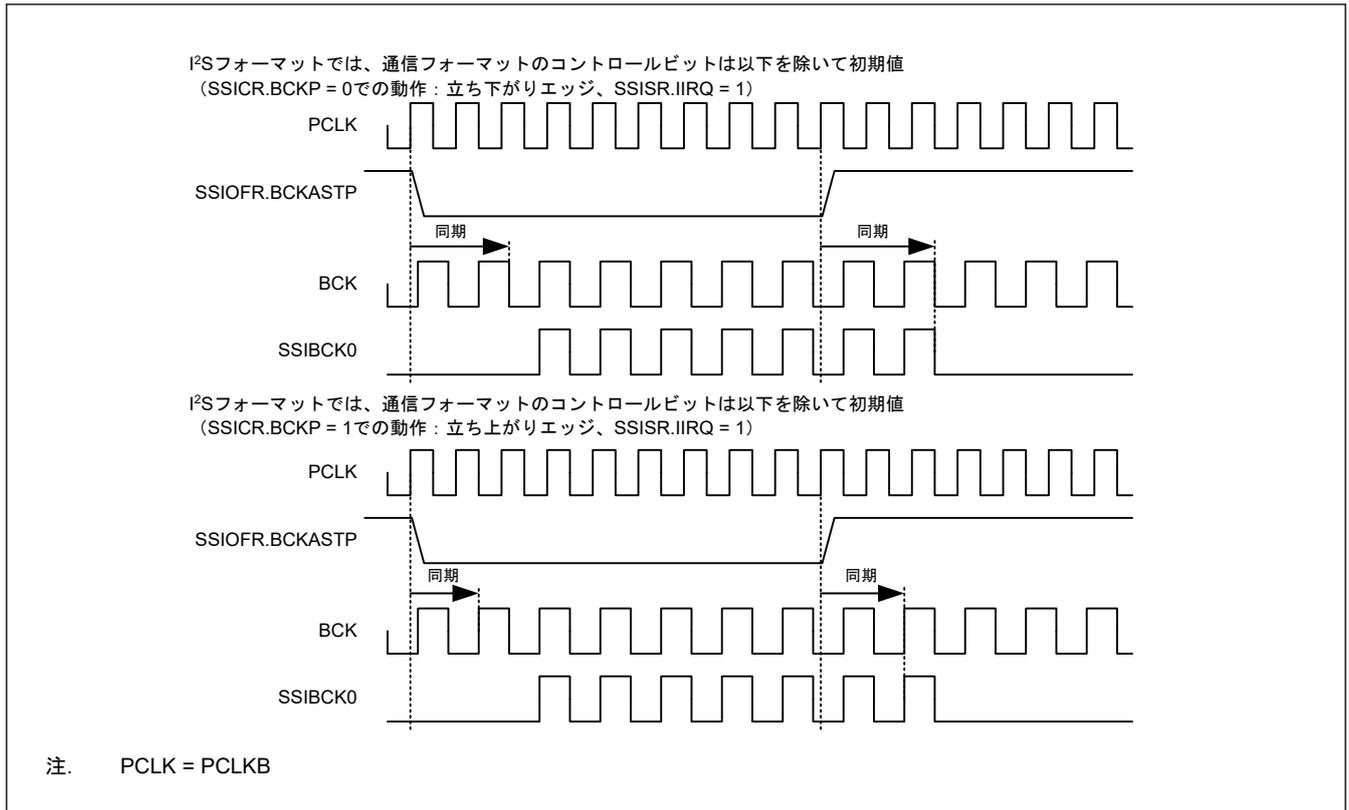 I²Sフォーマットでは、通信フォーマットのコントロールビットは以下を除いて初期値
（SSICR.BCKP = 0での動作：立ち下がりエッジ、SSISR.IIRQ = 1）
PCLK
SSIOFR.BCKASTP
同期 同期
BCK
SSIBCK0
I²Sフォーマットでは、通信フォーマットのコントロールビットは以下を除いて初期値
（SSICR.BCKP = 1での動作：立ち上がりエッジ、SSISR.IIRQ = 1）
PCLK
SSIOFR.BCKASTP
同期 同期
BCK
SSIBCK0
注. PCLK = PCLKB